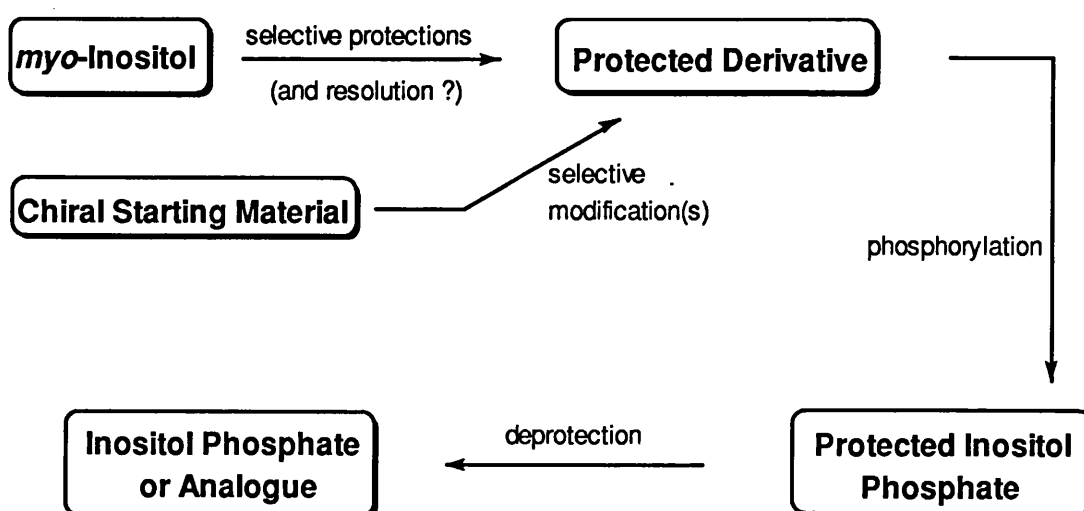 myo-Inositol
selective protections
(and resolution ?)
Protected Derivative
Chiral Starting Material
selective
modification(s)
phosphorylation
Inositol Phosphate
or Analogue
deprotection
Protected Inositol
Phosphate